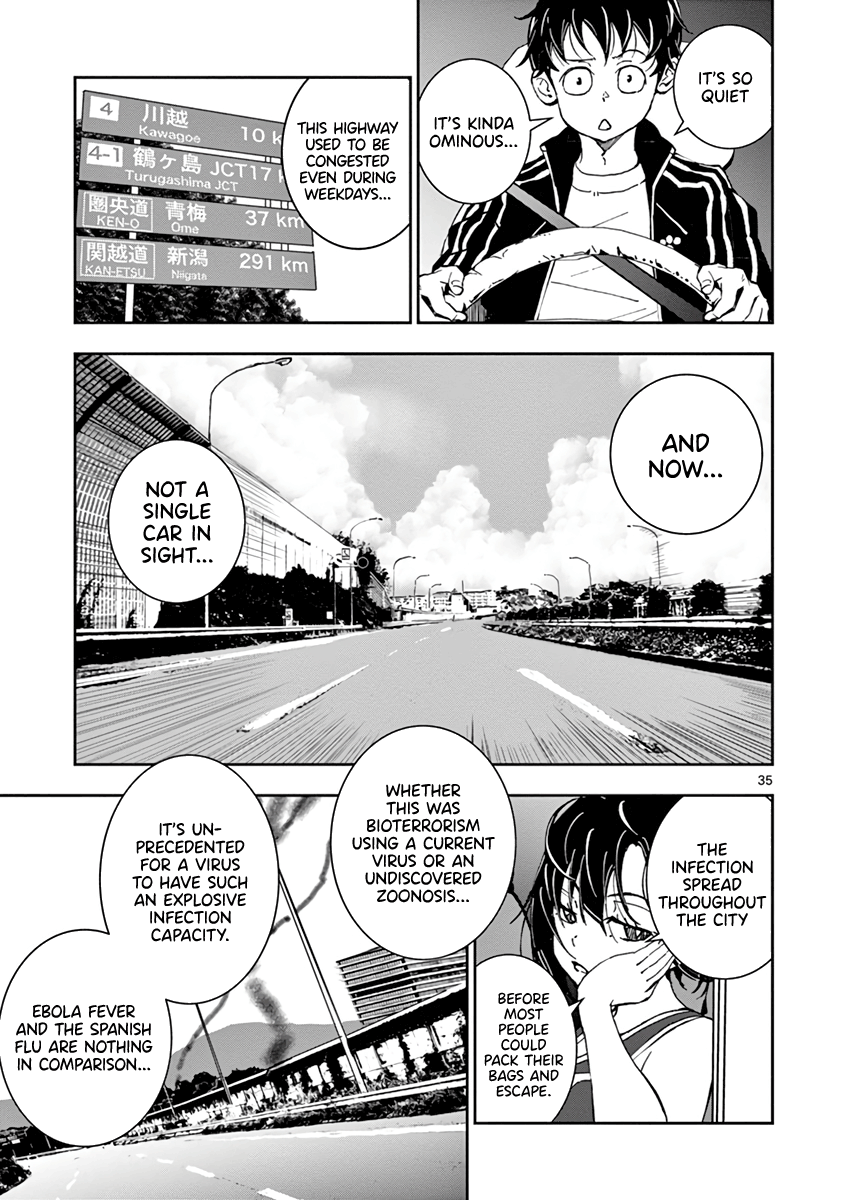 IT'S SO
QUIET
IT'S KINDA
OMINOUS...
THIS HIGHWAY
USED TO BE
CONGESTED
EVEN DURING
WEEKDAYS...
4 川越 10 k
Kawagoe
4-1 鶴ヶ島 JCT 17 k
Turugashima JCT
圏央道 青梅 37 km
KEN-O Ome
関越道 新潟 291 km
KAN-ETSU Niigata
AND
NOW...
NOT A
SINGLE
CAR IN
SIGHT...
35
THE
INFECTION
SPREAD
THROUGHOUT
THE CITY
BEFORE
MOST
PEOPLE
COULD
PACK THEIR
BAGS AND
ESCAPE.
WHETHER
THIS WAS
BIOTERRORISM
USING A CURRENT
VIRUS OR AN
UNDISCOVERED
ZOONOSIS...
IT'S UN-
PRECEDENTED
FOR A VIRUS
TO HAVE SUCH
AN EXPLOSIVE
INFECTION
CAPACITY.
EBOLA FEVER
AND THE SPANISH
FLU ARE NOTHING
IN COMPARISON...